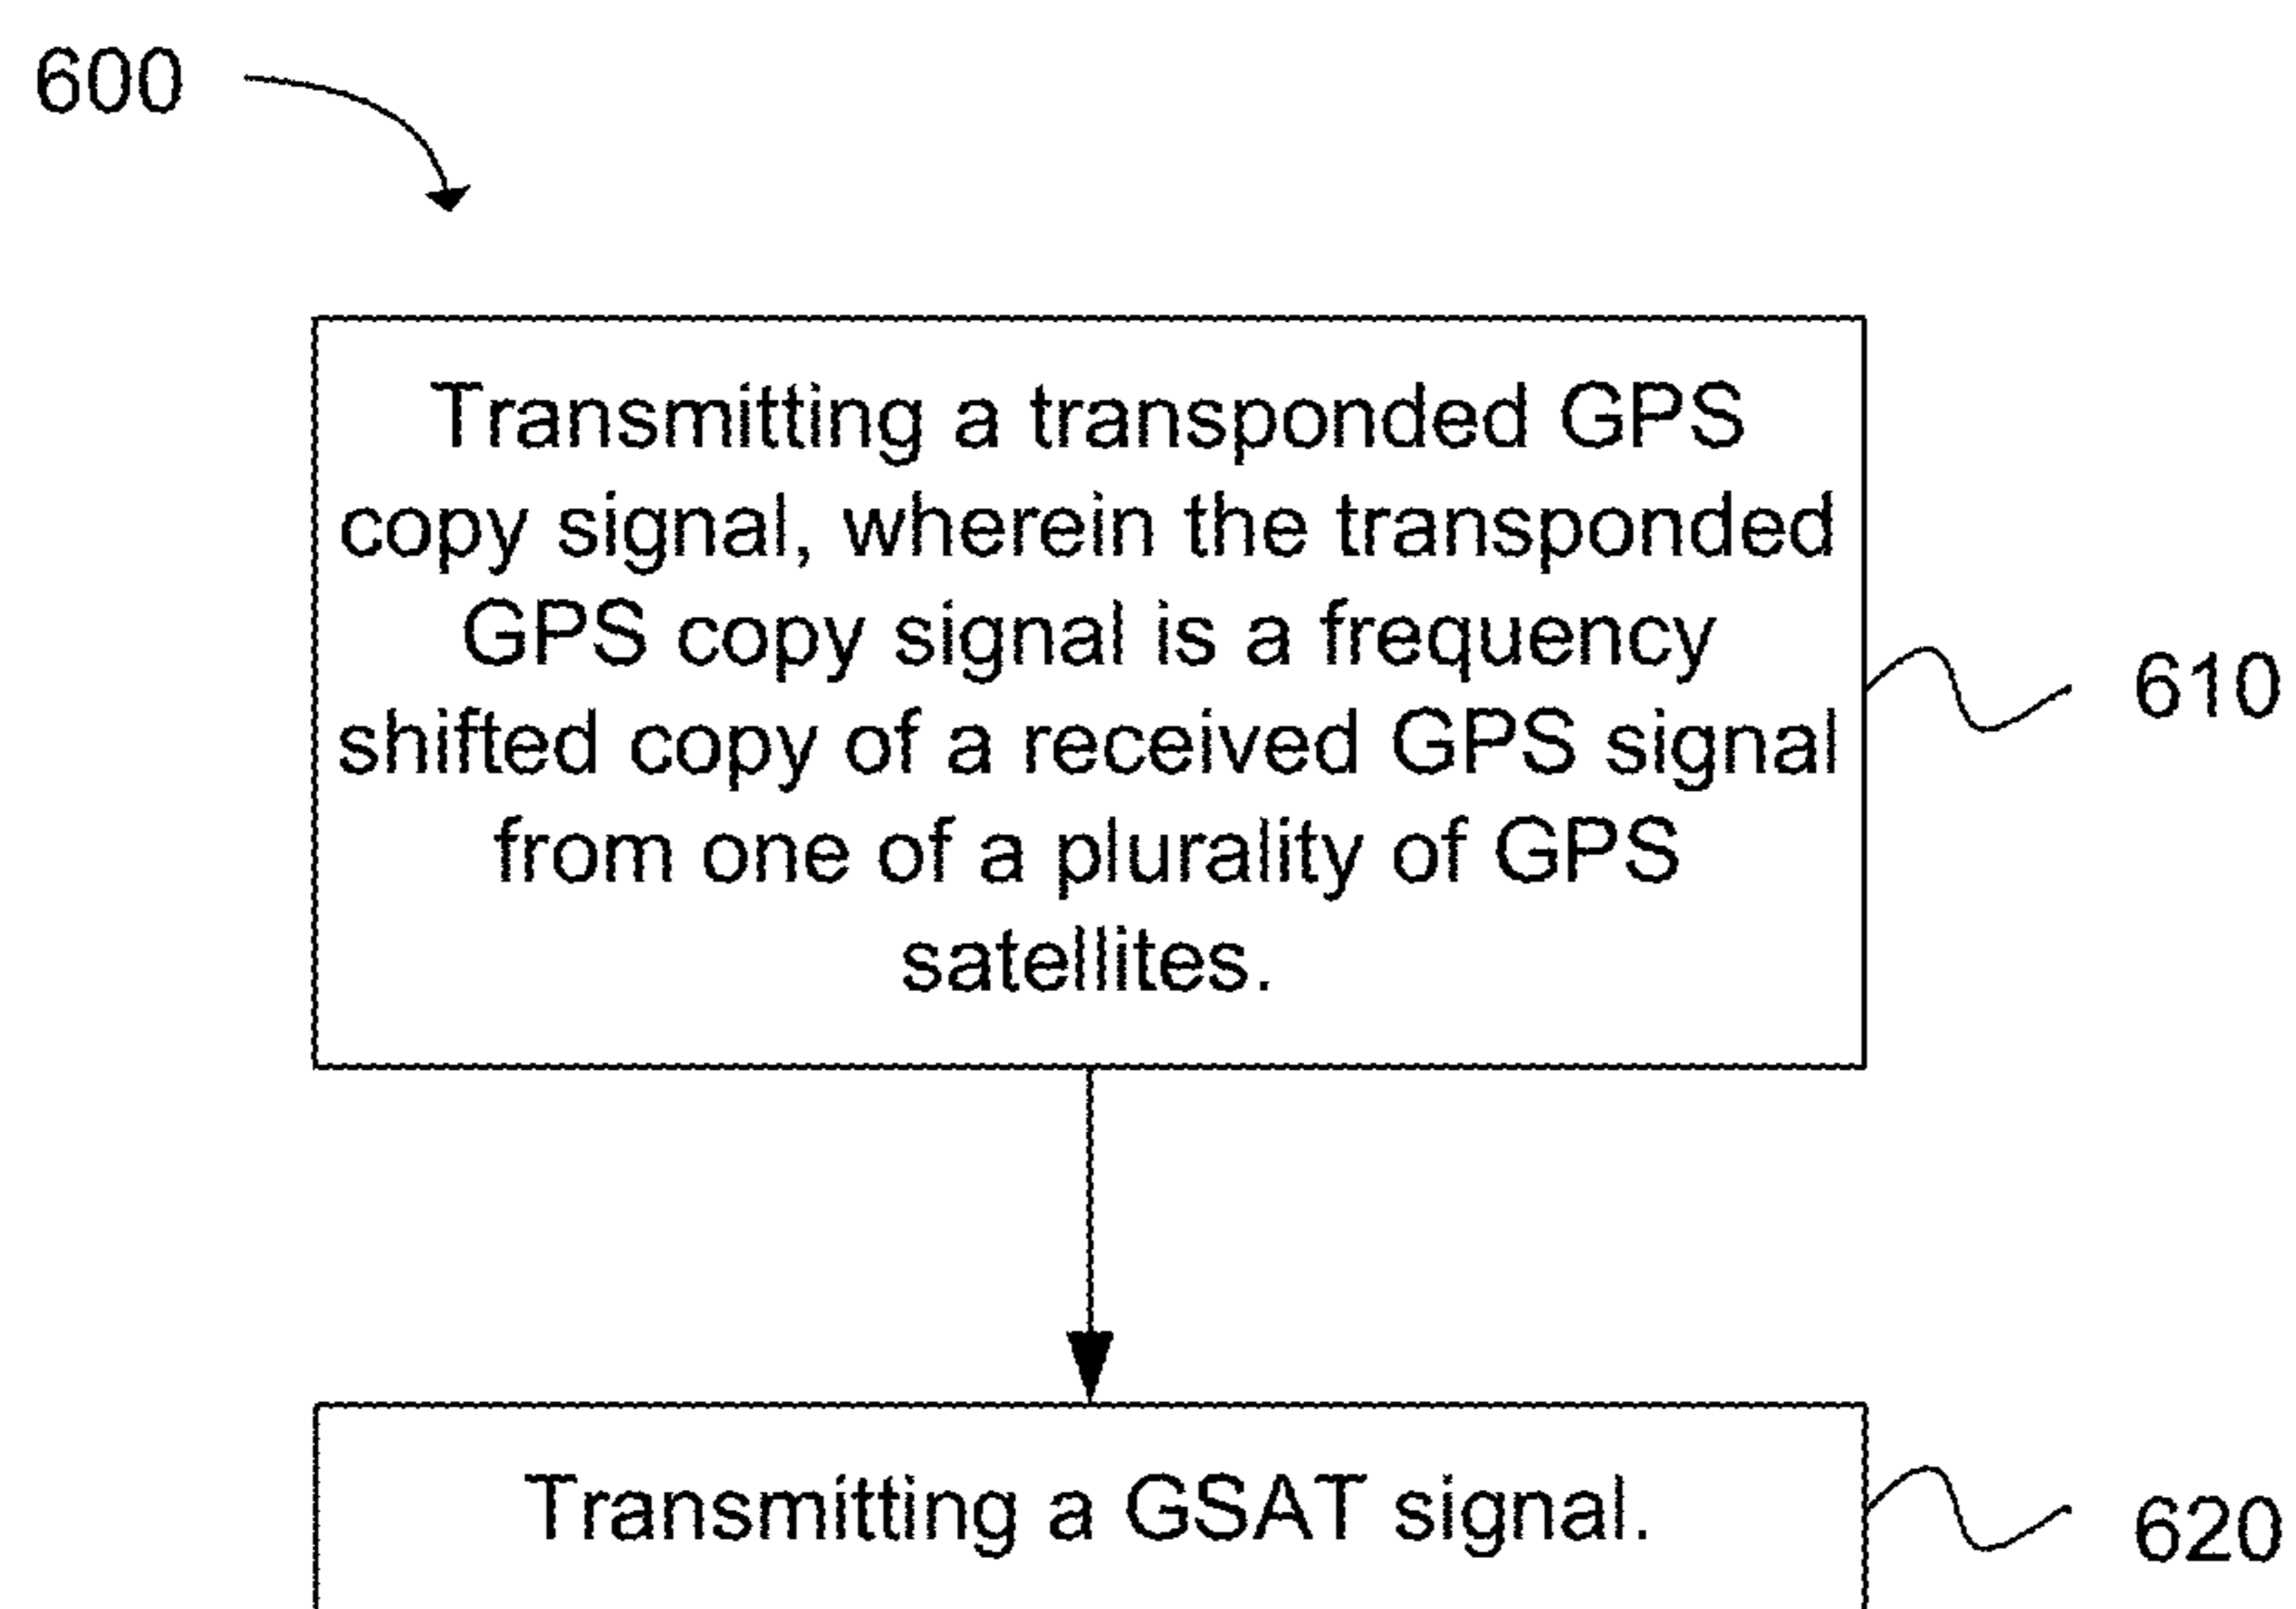 600
Transmitting a transponded GPS
copy signal, wherein the transponded
GPS copy signal is a frequency
shifted copy of a received GPS signal
from one of a plurality of GPS
satellites.
610
Transmitting a GSAT signal.
620